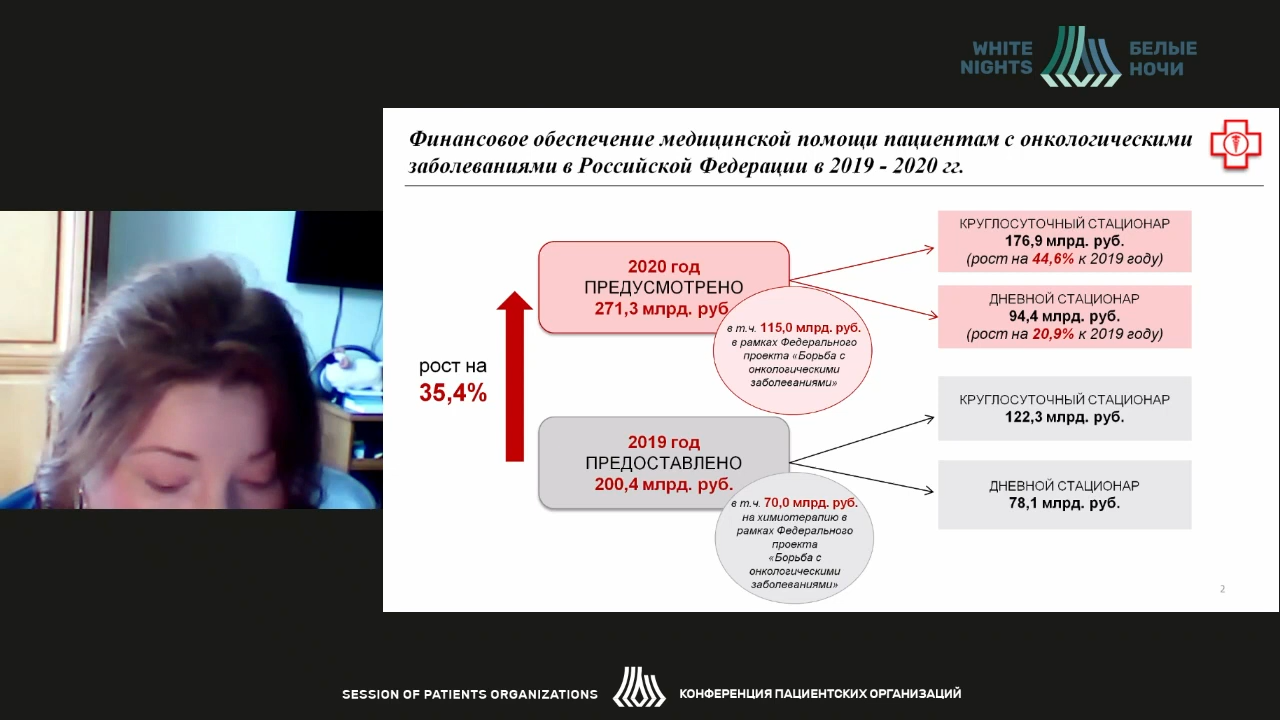 WHITE
NIGHTS
БЕЛЫЕ
НОЧИ
Финансовое обеспечение медицинской помощи пациентам с онкологическими
заболеваниями в Российской Федерации в 2019 - 2020 гг.
рост на
35,4%
2020 год
ПРЕДУСМОТРЕНО
271,3 млрд. руб.
в т.ч. 115,0 млрд. руб.
в рамках Федерального
проекта «Борьба с
онкологическими
заболеваниями»
КРУГЛОСУТОЧНЫЙ СТАЦИОНАР
176,9 млрд. руб.
(рост на 44,6% к 2019 году)
ДНЕВНОЙ СТАЦИОНАР
94,4 млрд. руб.
(рост на 20,9% к 2019 году)
2019 год
ПРЕДОСТАВЛЕНО
200,4 млрд. руб.
в т.ч. 70,0 млрд. руб.
на химиотерапию в
рамках Федерального
проекта
«Борьба с
онкологическими
заболеваниями»
КРУГЛОСУТОЧНЫЙ СТАЦИОНАР
122,3 млрд. руб.
ДНЕВНОЙ СТАЦИОНАР
78,1 млрд. руб.
2
SESSION OF PATIENTS ORGANIZATIONS
КОНФЕРЕНЦИЯ ПАЦИЕНТСКИХ ОРГАНИЗАЦИЙ